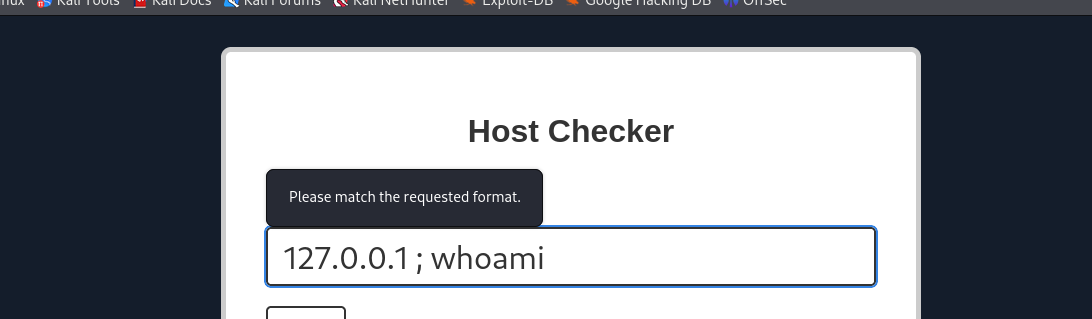 Kali Tools Kali Docs Kali Forums Kali NetHunter Exploit-DB Google Hacking DB OffSec
Host Checker
Please match the requested format.
127.0.0.1 ; whoami